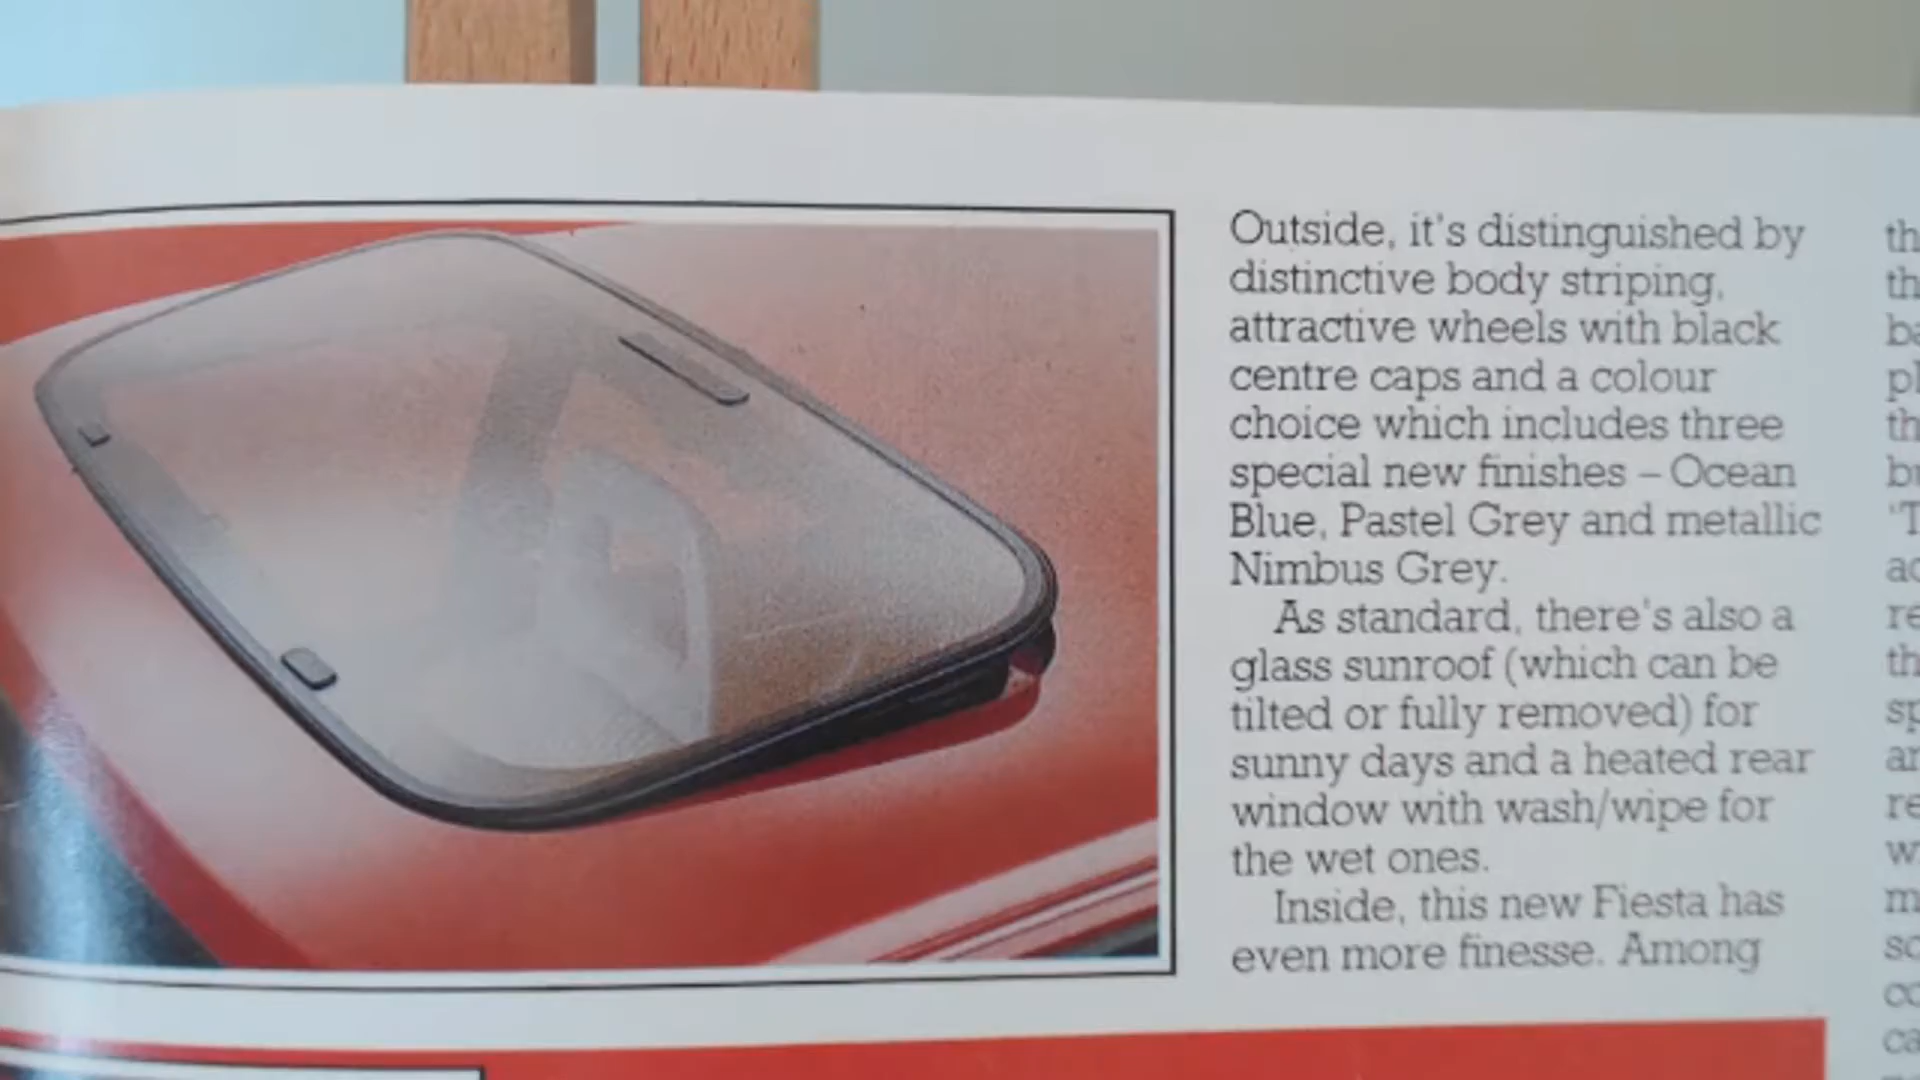 Outside, it's distinguished by
distinctive body striping,
attractive wheels with black
centre caps and a colour
choice which includes three
special new finishes – Ocean
Blue, Pastel Grey and metallic
Nimbus Grey.
As standard, there's also a
glass sunroof (which can be
tilted or fully removed) for
sunny days and a heated rear
window with wash/wipe for
the wet ones.
Inside, this new Fiesta has
even more finesse. Among